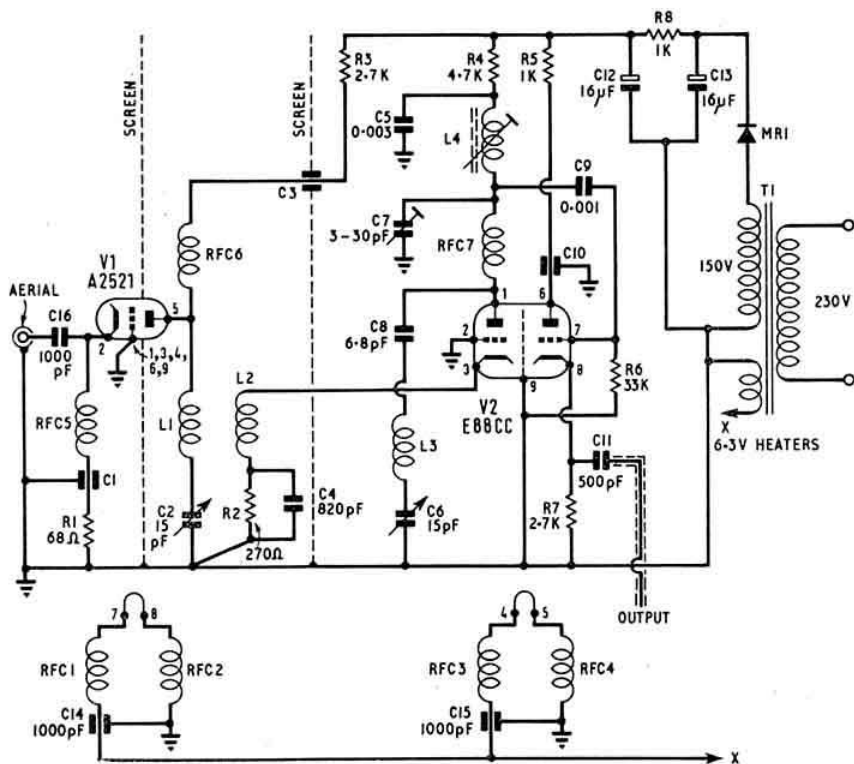 R8
1K
R3
2·7K
R4
4·7K
R5
1K
C12
16μF
C13
16μF
SCREEN
SCREEN
C5
0·003
L4
MR1
C3
C9
0·001
T1
C7
3-30pF
RFC6
RFC7
V1
A2521
C10
150V
230V
AERIAL
C16
1000
pF
5
2
1,3,4,
6,9
1
6
C8
6·8pF
2
7
3
8
9
R6
33K
L2
V2
E88CC
X
6·3V HEATERS
RFC5
L1
L3
C11
500pF
C1
C4
820pF
R1
68Ω
C2
15
pF
R2
270Ω
C6
15pF
R7
2·7K
OUTPUT
7
8
4
5
RFC1
RFC2
RFC3
RFC4
C14
1000pF
C15
1000pF
X